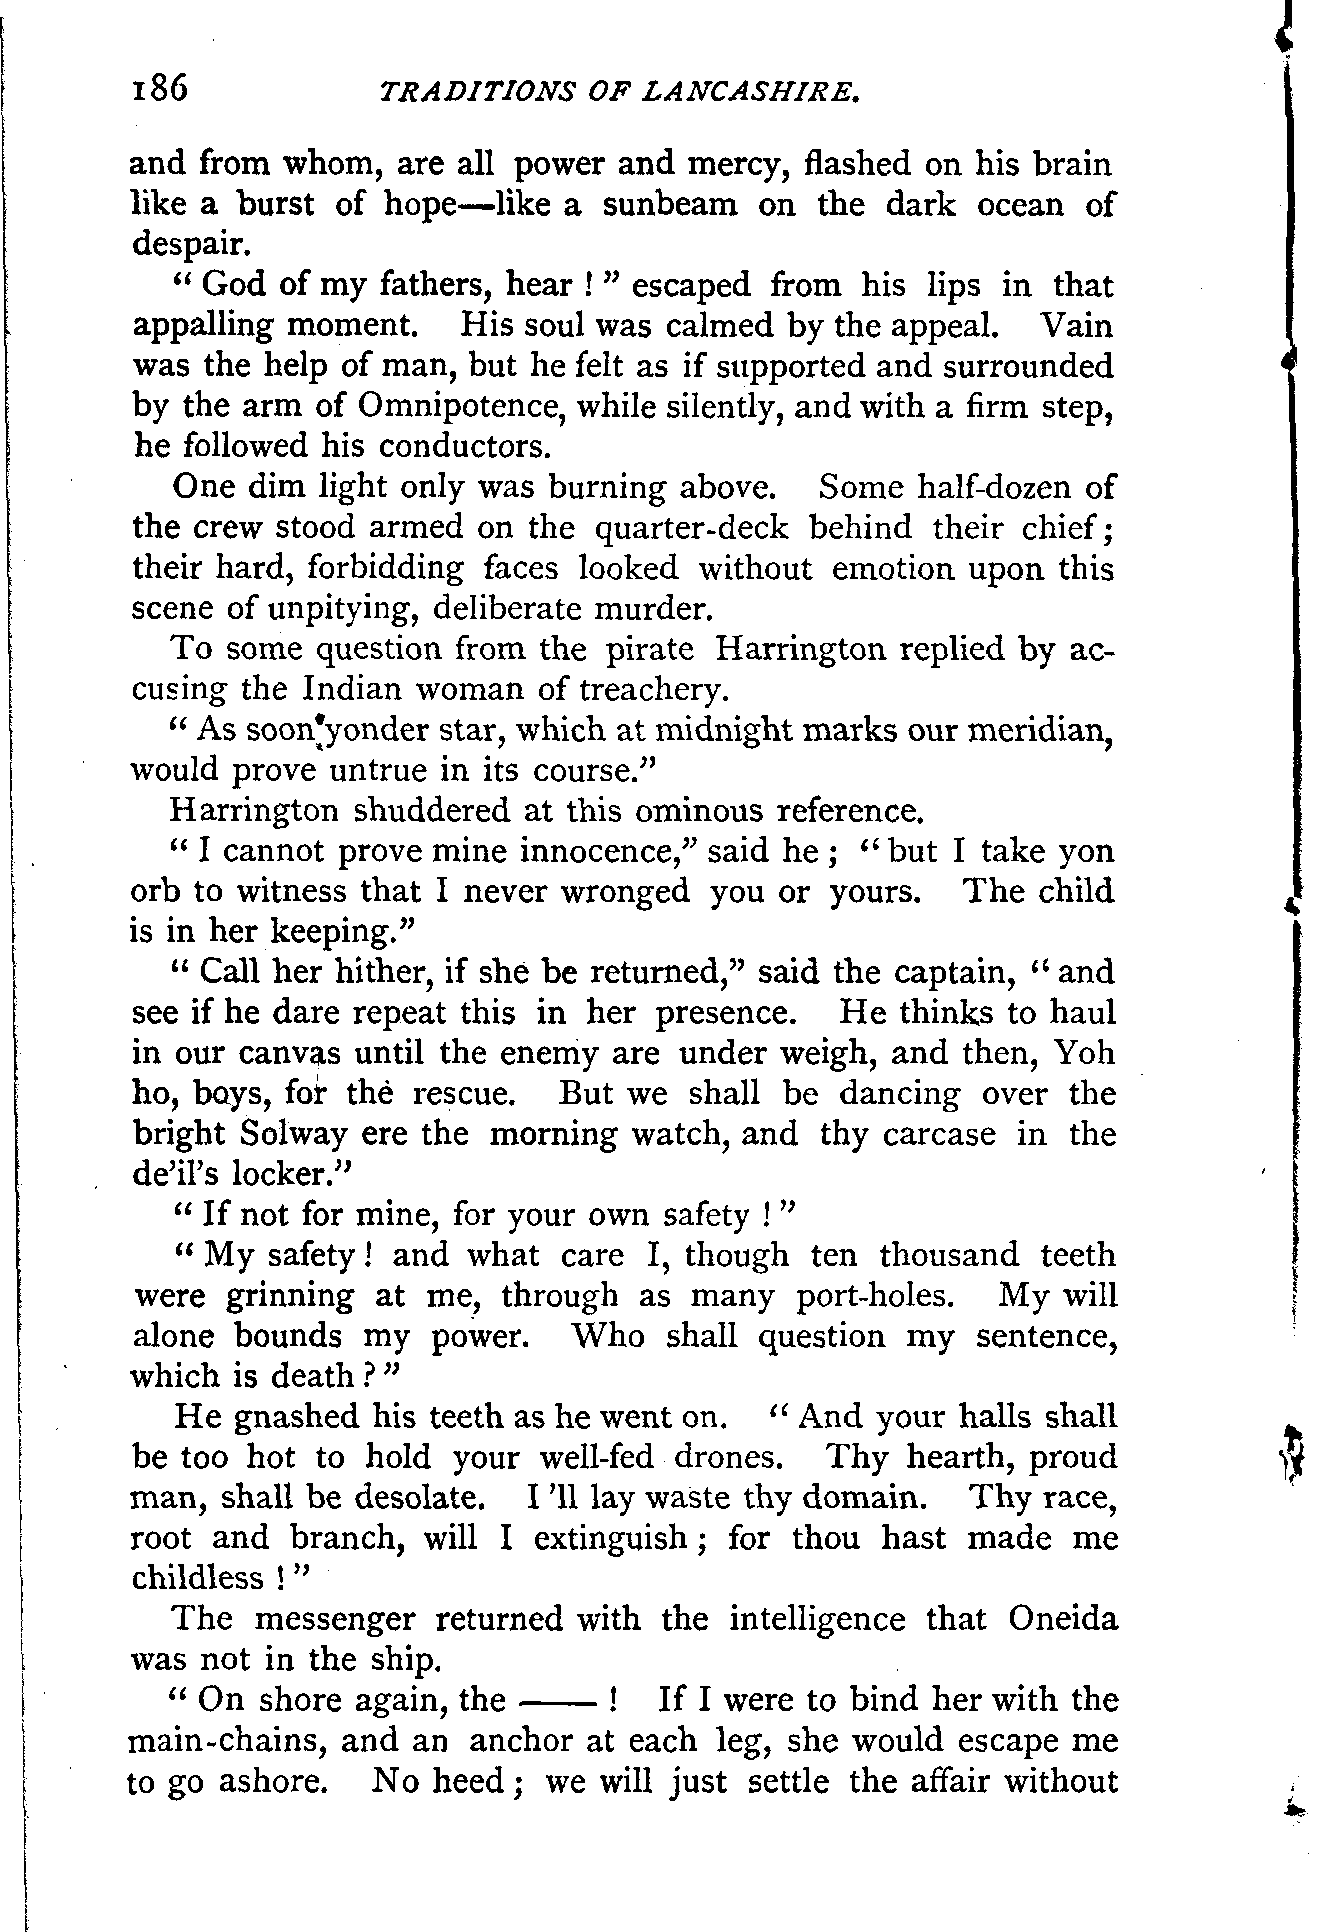 186 TRADITIONS OF LANCASHIRE.
and from whom, are all power and mercy, flashed on his brain
like a burst of hope—like a sunbeam on the dark ocean of
despair.
“ God of my fathers, hear ! ” escaped from his lips in that
appalling moment. His soul was calmed by the appeal. Vain
was the help of man, but he felt as if supported and surrounded
by the arm of Omnipotence, while silently, and with a firm step,
he followed his conductors.
One dim light only was burning above. Some half-dozen of
the crew stood armed on the quarter-deck behind their chief ;
their hard, forbidding faces looked without emotion upon this
scene of unpitying, deliberate murder.
To some question from the pirate Harrington replied by ac-
cusing the Indian woman of treachery.
“ As soon yonder star, which at midnight marks our meridian,
would prove untrue in its course.”
Harrington shuddered at this ominous reference.
“ I cannot prove mine innocence,” said he ; “ but I take yon
orb to witness that I never wronged you or yours. The child
is in her keeping.”
“ Call her hither, if she be returned,” said the captain, “ and
see if he dare repeat this in her presence. He thinks to haul
in our canvas until the enemy are under weigh, and then, Yoh
ho, boys, for the rescue. But we shall be dancing over the
bright Solway ere the morning watch, and thy carcase in the
de’il’s locker.”
“ If not for mine, for your own safety ! ”
“ My safety ! and what care I, though ten thousand teeth
were grinning at me, through as many port-holes. My will
alone bounds my power. Who shall question my sentence,
which is death ? ”
He gnashed his teeth as he went on. “ And your halls shall
be too hot to hold your well-fed drones. Thy hearth, proud
man, shall be desolate. I ’ll lay waste thy domain. Thy race,
root and branch, will I extinguish ; for thou hast made me
childless ! ”
The messenger returned with the intelligence that Oneida
was not in the ship.
“ On shore again, the —— ! If I were to bind her with the
main-chains, and an anchor at each leg, she would escape me
to go ashore. No heed ; we will just settle the affair without